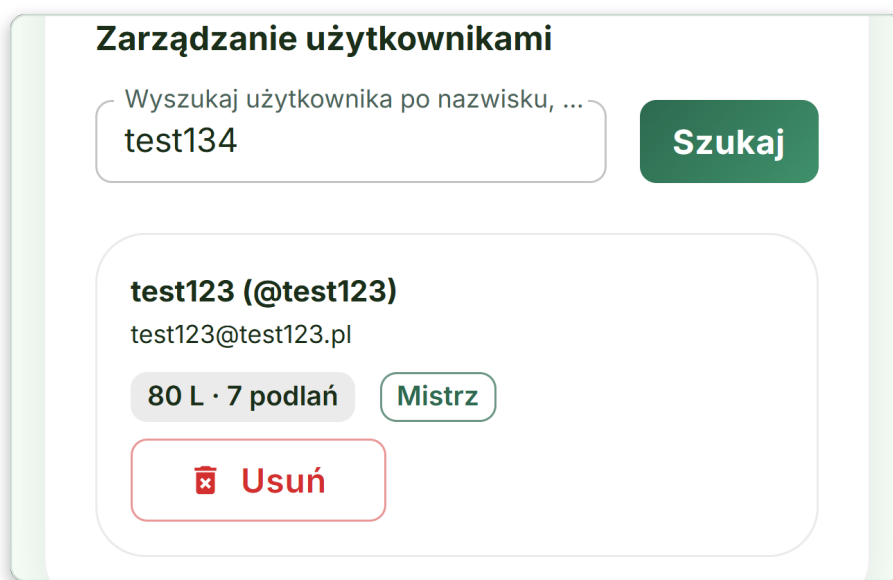 Zarządzanie użytkownikami
Wyszukaj użytkownika po nazwisku, ...
test134
Szukaj
test123 (@test123)
test123@test123.pl
80 L · 7 podlań
Mistrz
Usuń